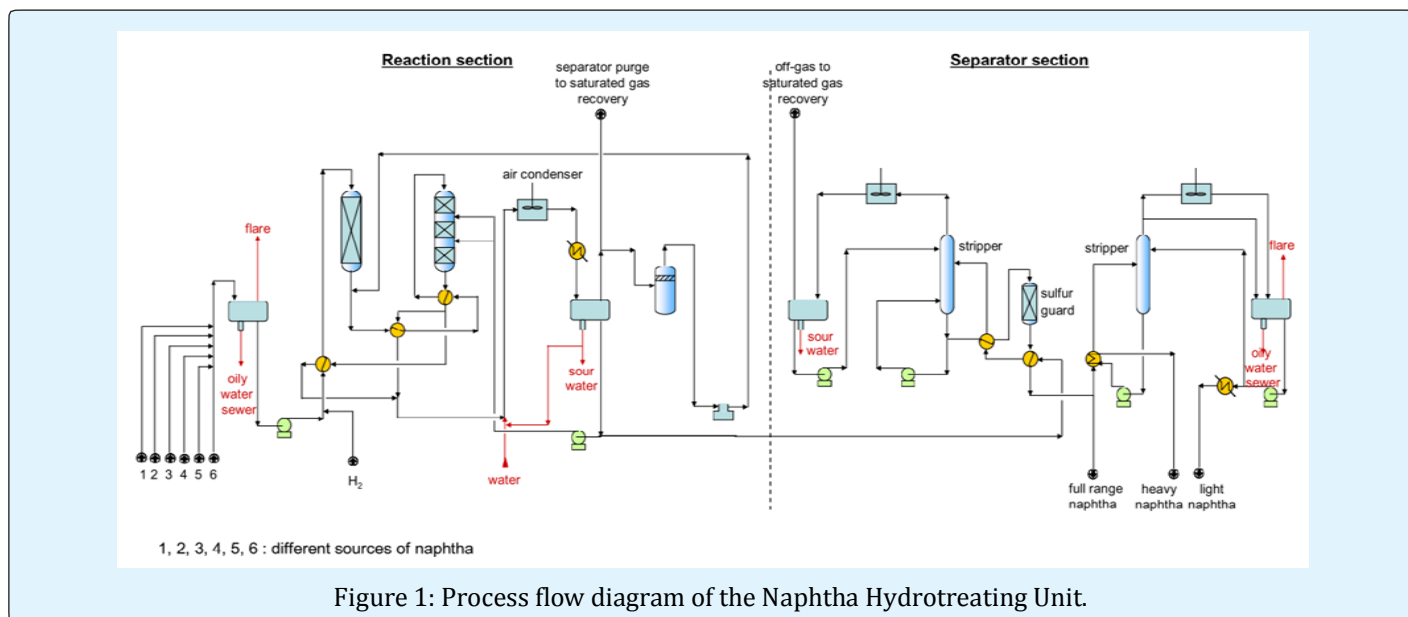 Reaction section
separator purge
to saturated gas
recovery
off-gas to
saturated gas
recovery
Separator section
air condenser
flare
stripper
stripper
flare
sulfur
guard
sour
water
oily
water
sewer
sour
water
oily
water
sewer
1 2 3 4 5 6
H2
water
full range
naphtha
heavy
naphtha
light
naphtha
1, 2, 3, 4, 5, 6 : different sources of naphtha
Figure 1: Process flow diagram of the Naphtha Hydrotreating Unit.